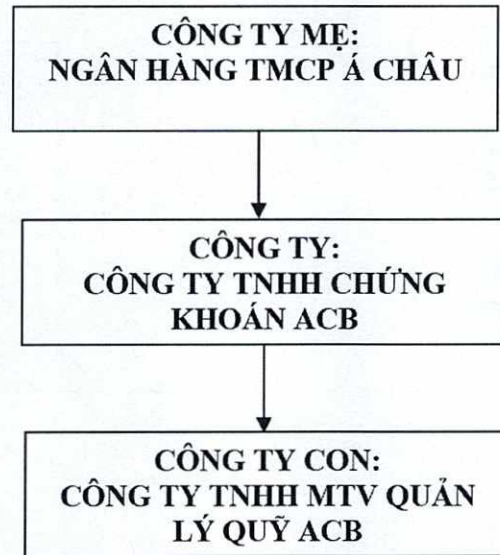 CÔNG TY MẸ:
NGÂN HÀNG TMCP Á CHÂU
CÔNG TY:
CÔNG TY TNHH CHỨNG
KHOÁN ACB
CÔNG TY CON:
CÔNG TY TNHH MTV QUẢN
LÝ QUỸ ACB